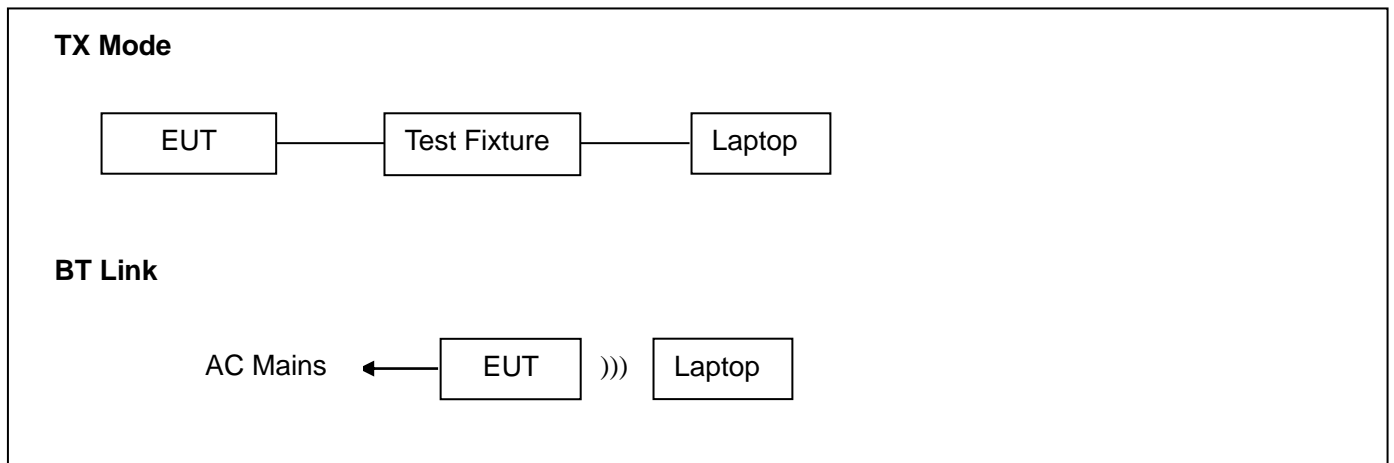 TX Mode
EUT Test Fixture Laptop
BT Link
AC Mains EUT ))) Laptop